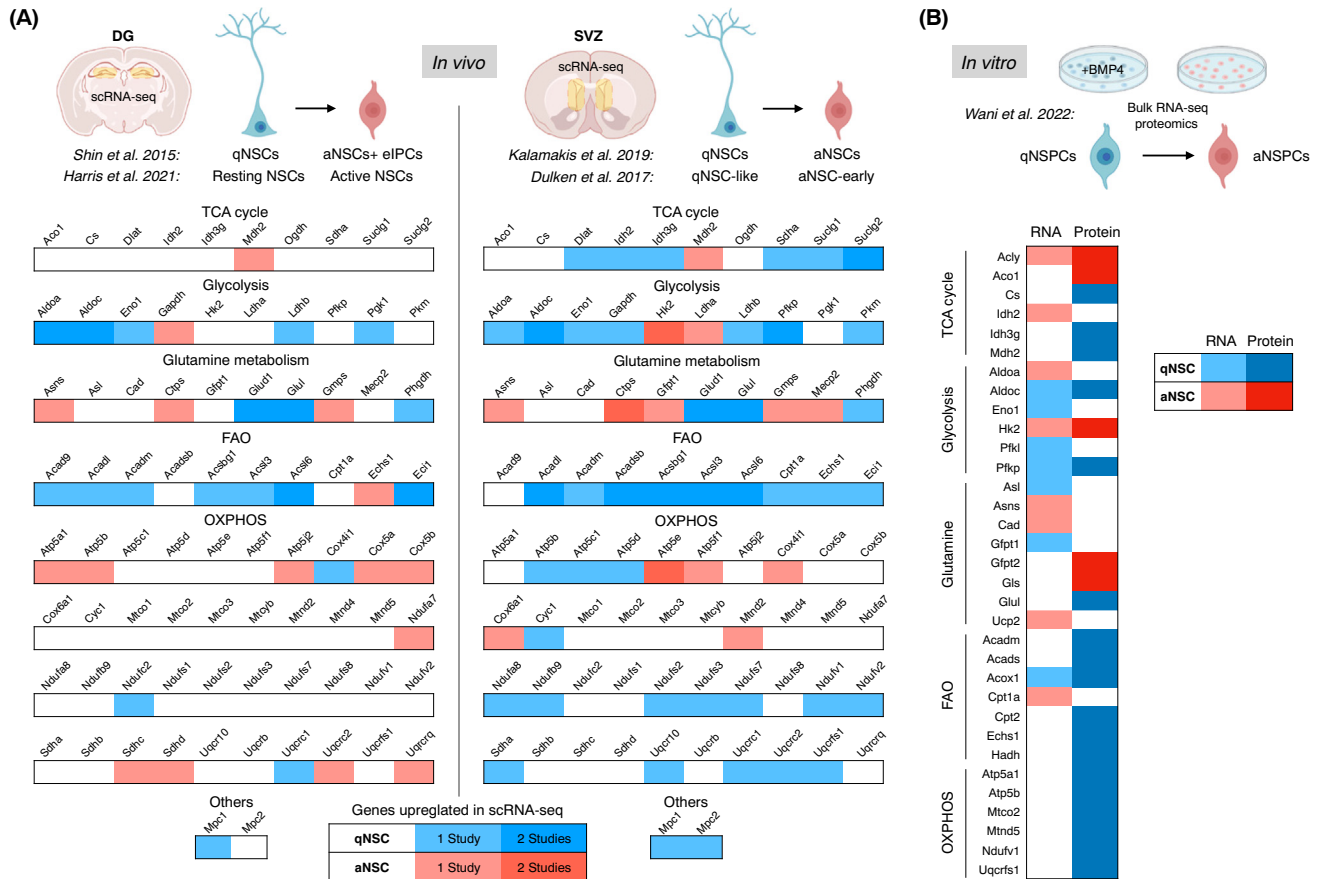 (A)
DG
scRNA-seq
In vivo
SVZ
scRNA-seq
Shin et al. 2015:
qNSCs
aNSCs+ eIPCs
Harris et al. 2021:
Resting NSCs
Active NSCs
Kalamakis et al. 2019:
qNSCs
aNSCs
Dulken et al. 2017:
qNSC-like
aNSC-early
TCA cycle
Aco1 Cs Dlat Idh2 Idh3g Mdh2 Ogdh Sdha Suclg1 Suclg2
Glycolysis
Aldoa Aldoc Eno1 Gapdh Hk2 Ldha Ldhb Pfkp Pgk1 Pkm
Glutamine metabolism
Asns Asl Cad Ctps Gfpt1 Glud1 Glul Gmps Mecp2 Phgdh
FAO
Acad9 Acadl Acadm Acadsb Acsbg1 Acsl3 Acsl6 Cpt1a Echs1 Eci1
OXPHOS
Atp5a1 Atp5b Atp5c1 Atp5d Atp5e Atp5f1 Atp5j2 Cox4i1 Cox5a Cox5b
Cox6a1 Cyc1 Mtco1 Mtco2 Mtco3 Mtcyb Mtnd2 Mtnd4 Mtnd5 Ndufa7
Ndufa8 Ndufb9 Ndufc2 Ndufs1 Ndufs2 Ndufs3 Ndufs7 Ndufs8 Ndufv1 Ndufv2
Sdha Sdhb Sdhc Sdhd Uqcr10 Uqcrb Uqcrc1 Uqcrc2 Uqcrfs1 Uqcrq
Others
Mpc1 Mpc2
TCA cycle
Aco1 Cs Dlat Idh2 Idh3g Mdh2 Ogdh Sdha Suclg1 Suclg2
Glycolysis
Aldoa Aldoc Eno1 Gapdh Hk2 Ldha Ldhb Pfkp Pgk1 Pkm
Glutamine metabolism
Asns Asl Cad Ctps Gfpt1 Glud1 Glul Gmps Mecp2 Phgdh
FAO
Acad9 Acadl Acadm Acadsb Acsbg1 Acsl3 Acsl6 Cpt1a Echs1 Eci1
OXPHOS
Atp5a1 Atp5b Atp5c1 Atp5d Atp5e Atp5f1 Atp5j2 Cox4i1 Cox5a Cox5b
Cox6a1 Cyc1 Mtco1 Mtco2 Mtco3 Mtcyb Mtnd2 Mtnd4 Mtnd5 Ndufa7
Ndufa8 Ndufb9 Ndufc2 Ndufs1 Ndufs2 Ndufs3 Ndufs7 Ndufs8 Ndufv1 Ndufv2
Sdha Sdhb Sdhc Sdhd Uqcr10 Uqcrb Uqcrc1 Uqcrc2 Uqcrfs1 Uqcrq
Others
Mpc1 Mpc2
Genes upregulated in scRNA-seq
qNSC 1 Study 2 Studies
aNSC 1 Study 2 Studies
(B)
In vitro
+BMP4
Wani et al. 2022:
Bulk RNA-seq
proteomics
qNSPCs
aNSPCs
RNA Protein
TCA cycle
Acly
Aco1
Cs
Idh2
Idh3g
Mdh2
Glycolysis
Aldoa
Aldoc
Eno1
Hk2
Pfkl
Pfkp
Glutamine
Asl
Asns
Cad
Gfpt1
Gfpt2
Gls
Glul
Ucp2
FAO
Acadm
Acads
Acox1
Cpt1a
Cpt2
Echs1
Hadh
OXPHOS
Atp5a1
Atp5b
Mtco2
Mtnd5
Ndufv1
Uqcrfs1
RNA Protein
qNSC
aNSC